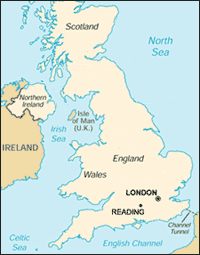 Scotland
North
Sea
Northern
Ireland
Isle of
Man
(U.K.)
Irish
Sea
IRELAND
England
Wales
LONDON
READING
Celtic
Sea
English Channel
Channel
Tunnel